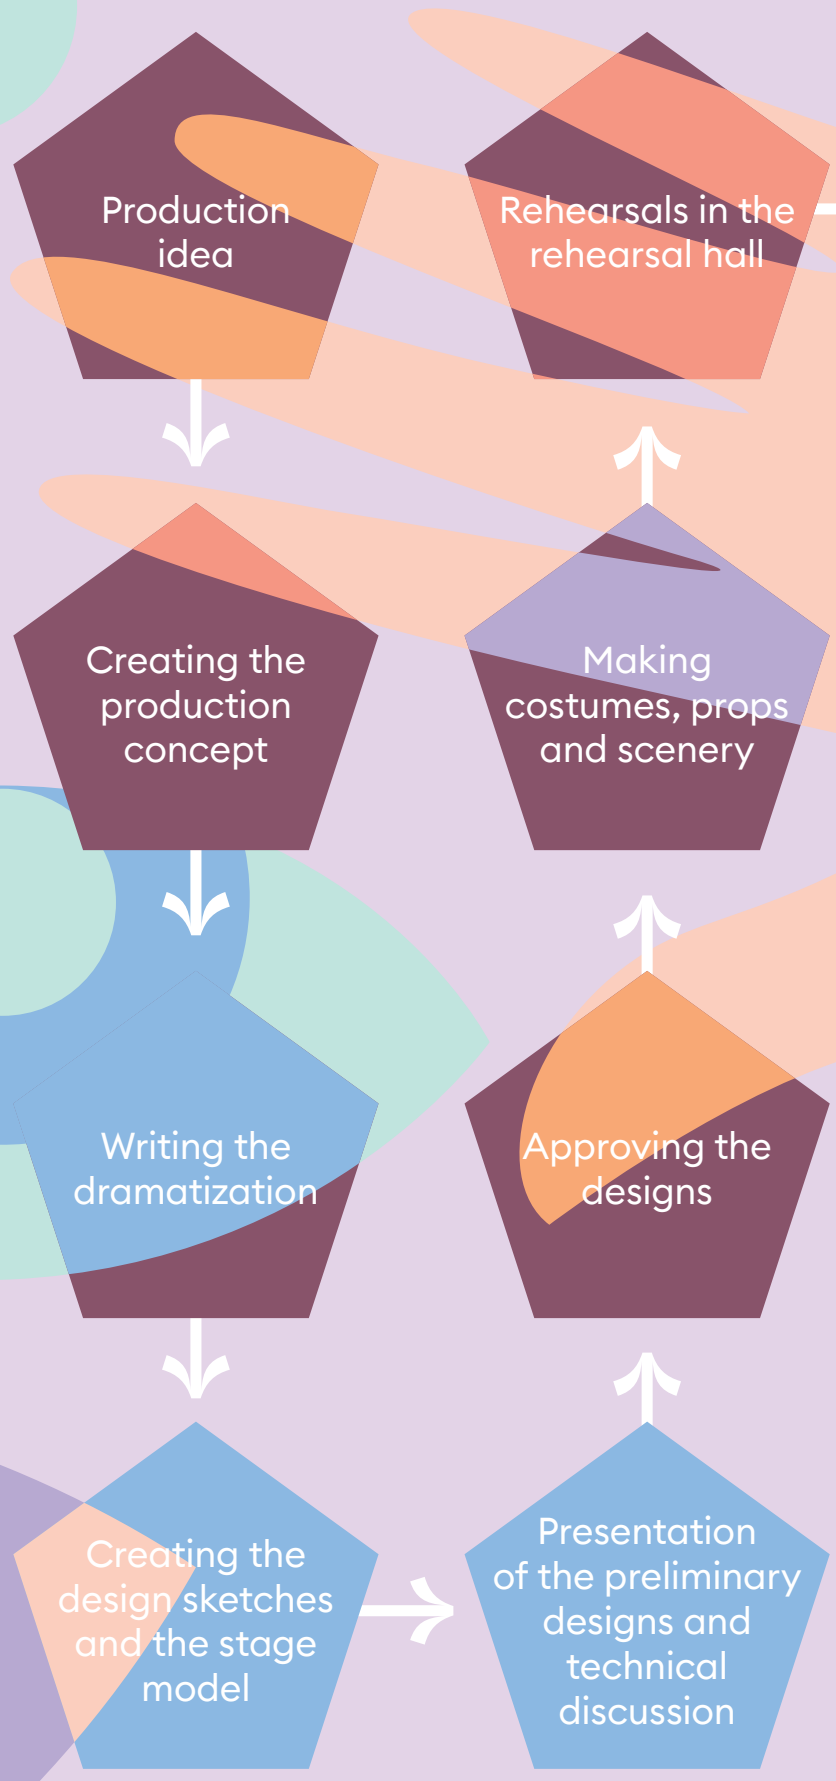 Production
idea
Creating the
production
concept
Writing the
dramatization
Creating the
design sketches
and the stage
model
Presentation
of the preliminary
designs and
technical
discussion
Approving the
designs
Making
costumes, props
and scenery
Rehearsals in the
rehearsal hall